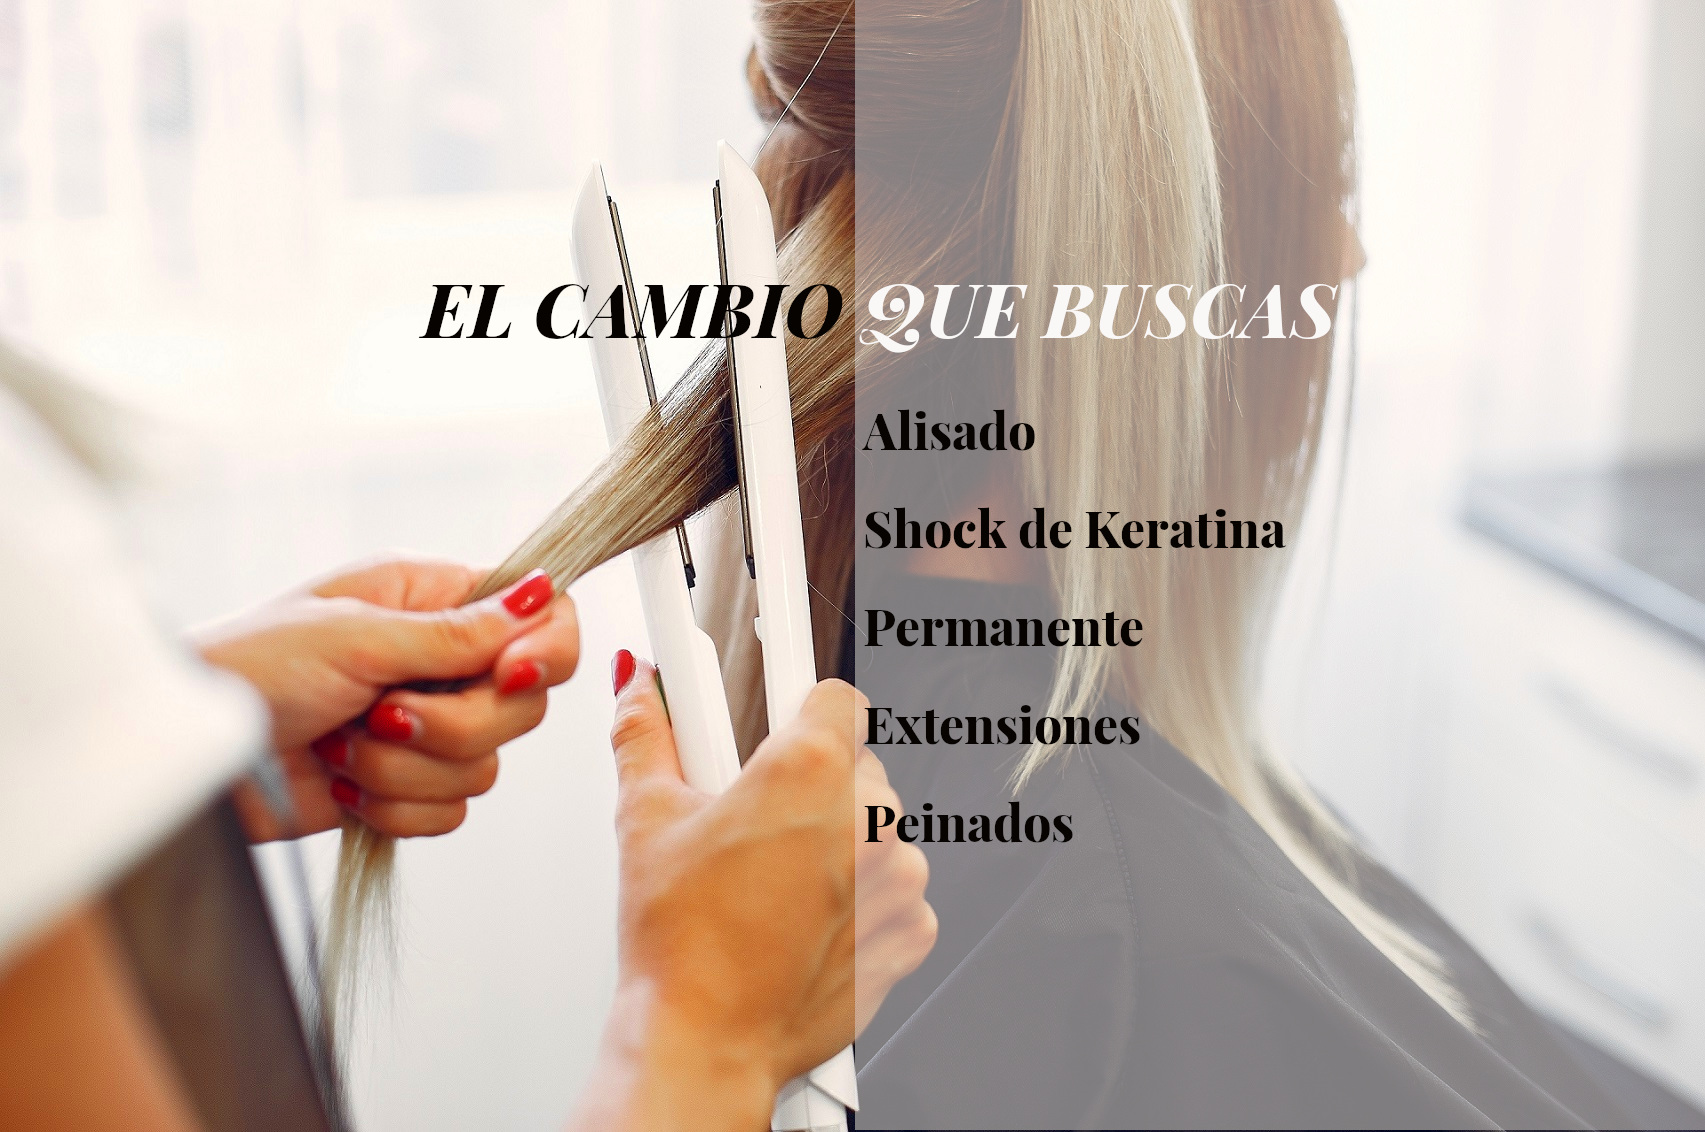 EL CAMBIO QUE BUSCAS
Alisado
Shock de Keratina
Permanente
Extensiones
Peinados